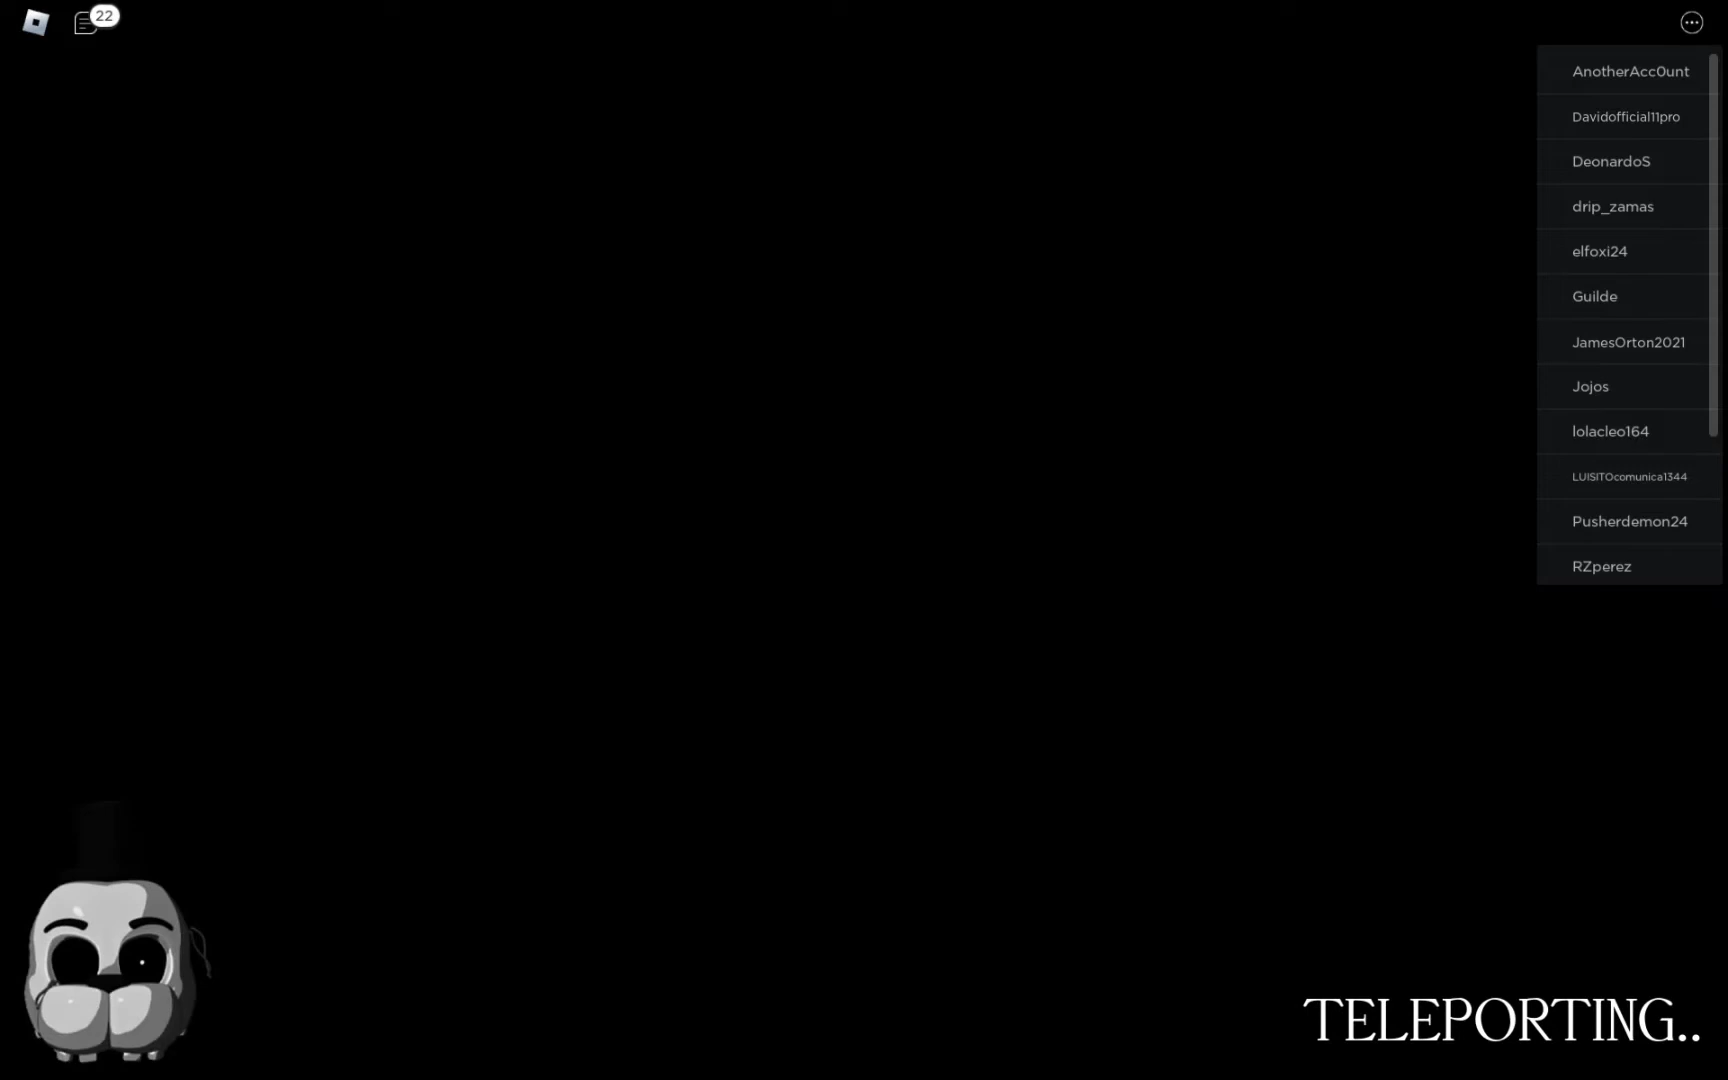 22
AnotherAcc0unt
Davidofficial11pro
DeonardoS
drip_zamas
elfoxi24
Guilde
JamesOrton2021
Jojos
lolacleo164
LUISITOcomunica1344
Pusherdemon24
RZperez
TELEPORTING..